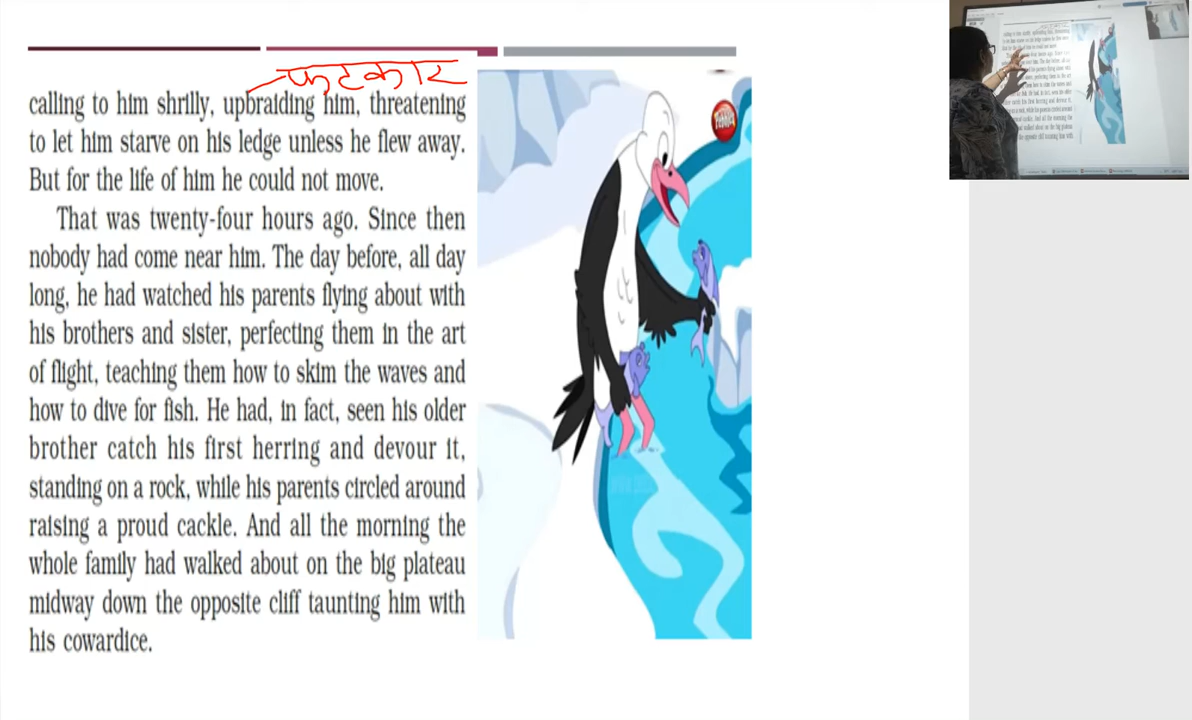 फटकार
calling to him shrilly, upbraiding him, threatening
to let him starve on his ledge unless he flew away.
But for the life of him he could not move.
That was twenty-four hours ago. Since then
nobody had come near him. The day before, all day
long, he had watched his parents flying about with
his brothers and sister, perfecting them in the art
of flight, teaching them how to skim the waves and
how to dive for fish. He had, in fact, seen his older
brother catch his first herring and devour it,
standing on a rock, while his parents circled around
raising a proud cackle. And all the morning the
whole family had walked about on the big plateau
midway down the opposite cliff taunting him with
his cowardice.